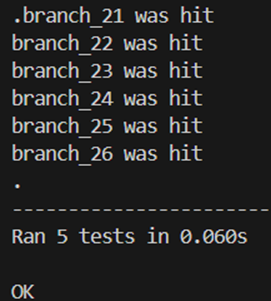 .branch_21 was hit
branch_22 was hit
branch_23 was hit
branch_24 was hit
branch_25 was hit
branch_26 was hit
.
----------------------
Ran 5 tests in 0.060s
OK